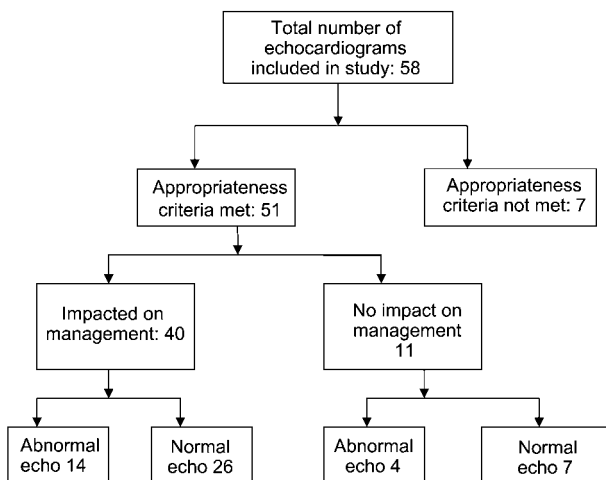 Total number of
echocardiograms
included in study: 58
Appropriateness
criteria met: 51
Appropriateness
criteria not met: 7
Impacted on
management: 40
No impact on
management
11
Abnormal
echo 14
Normal
echo 26
Abnormal
echo 4
Normal
echo 7